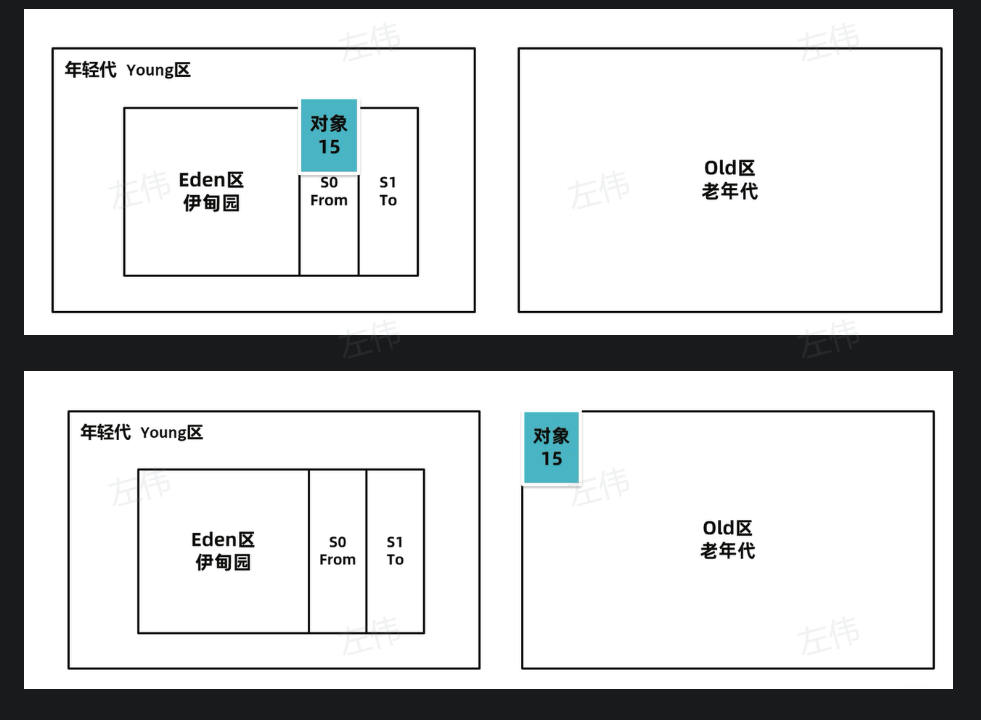 年轻代 Young区
对象
15
Eden区
伊甸园
S0
From
S1
To
Old区
老年代
年轻代 Young区
对象
15
Eden区
伊甸园
S0
From
S1
To
Old区
老年代
左伟
左伟
左伟
左伟
左伟
左伟
左伟
左伟
左伟
左伟